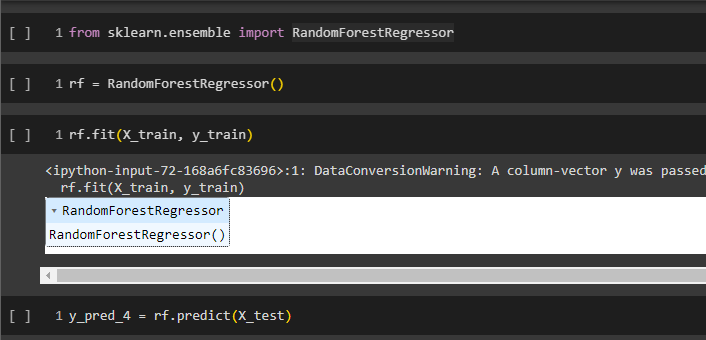 [ ] 1 from sklearn.ensemble import RandomForestRegressor
[ ] 1 rf = RandomForestRegressor()
[ ] 1 rf.fit(X_train, y_train)
<ipython-input-72-168a6fc83696>:1: DataConversionWarning: A column-vector y was passed
rf.fit(X_train, y_train)
RandomForestRegressor
RandomForestRegressor()
[ ] 1 y_pred_4 = rf.predict(X_test)